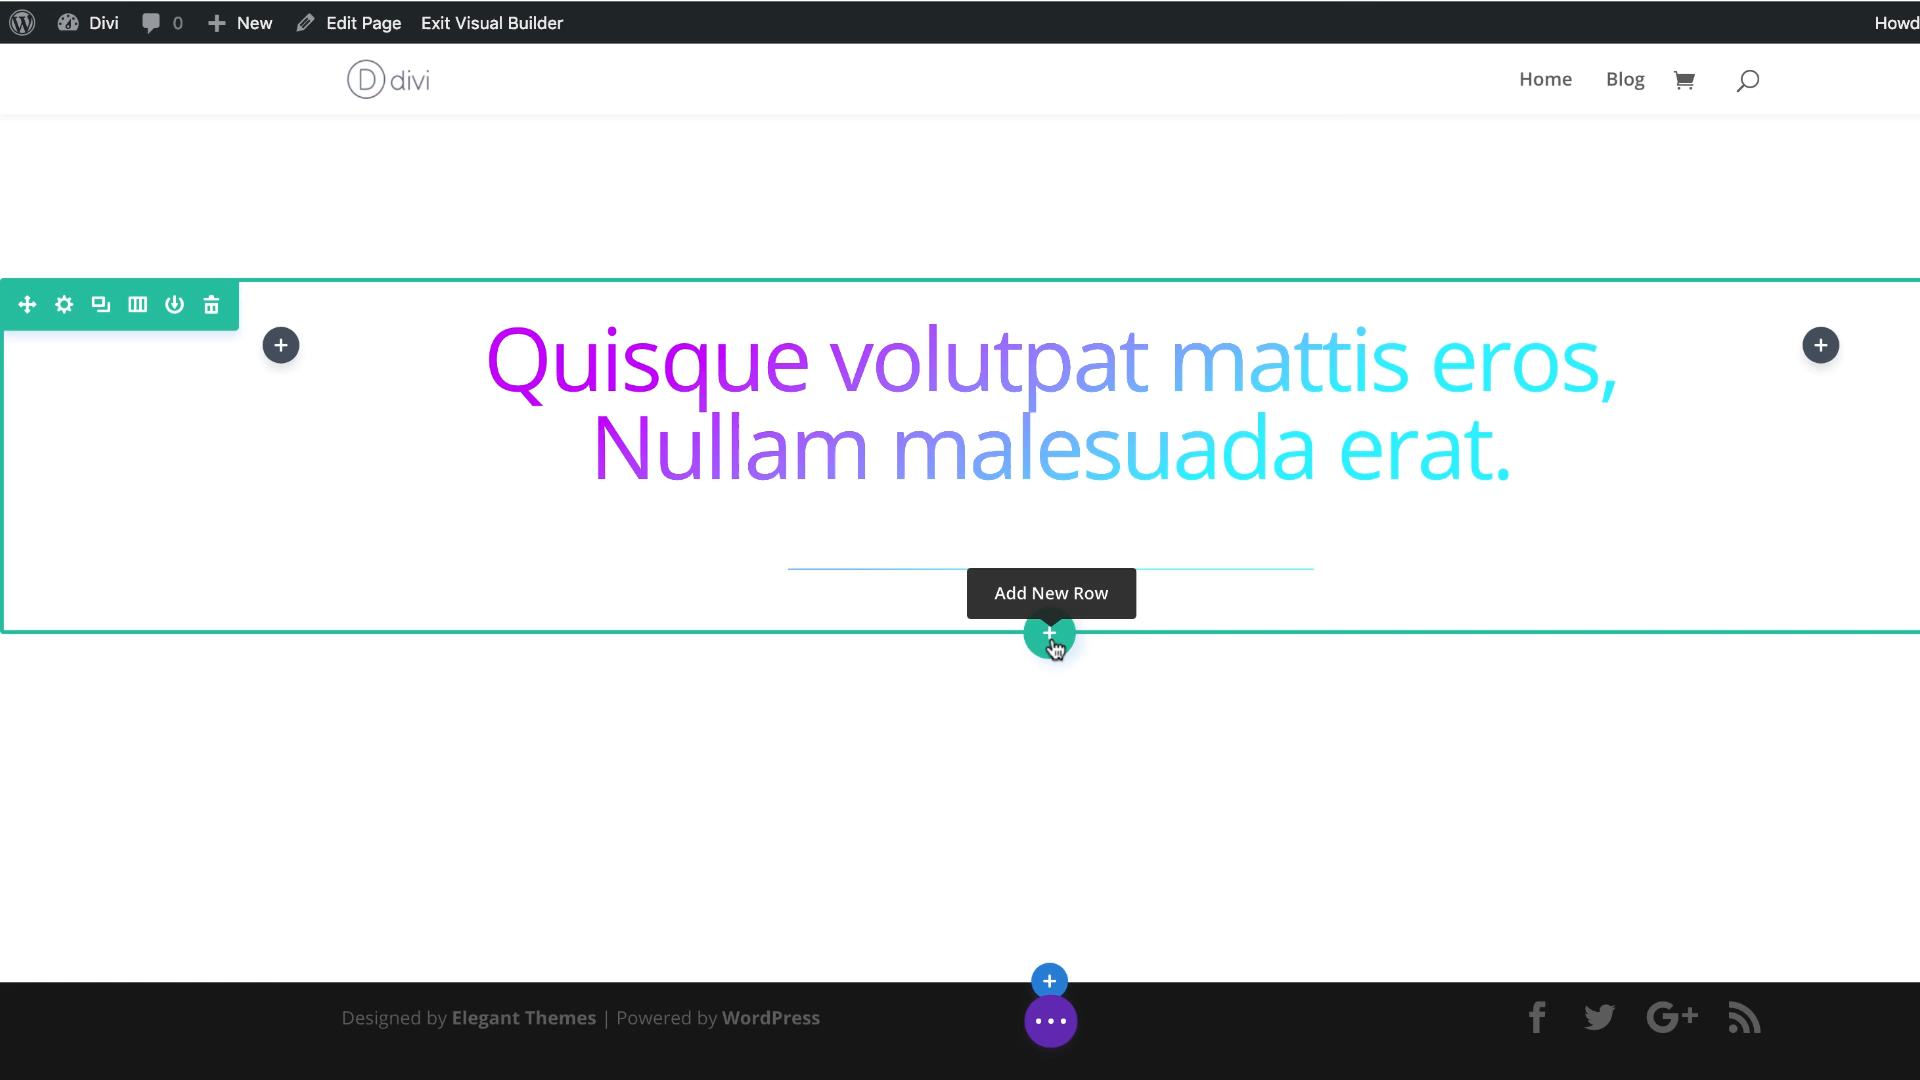 Divi 0 New Edit Page Exit Visual Builder Howd
D divi Home Blog
Quisque volutpat mattis eros,
Nullam malesuada erat.
Add New Row
Designed by Elegant Themes | Powered by WordPress